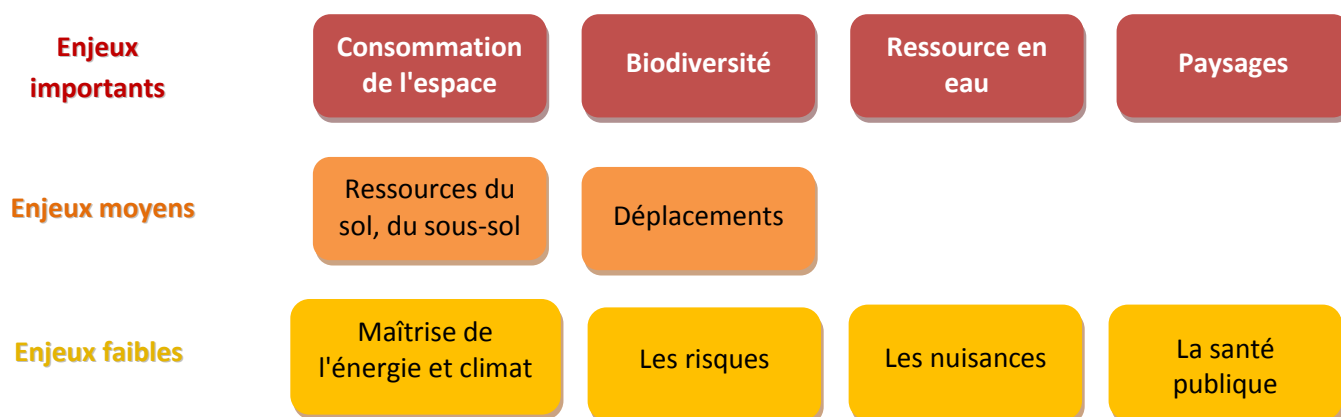 Enjeux
importants
Consommation
de l'espace
Biodiversité
Ressource en
eau
Paysages
Enjeux moyens
Ressources du
sol, du sous-sol
Déplacements
Enjeux faibles
Maîtrise de
l'énergie et climat
Les risques
Les nuisances
La santé
publique